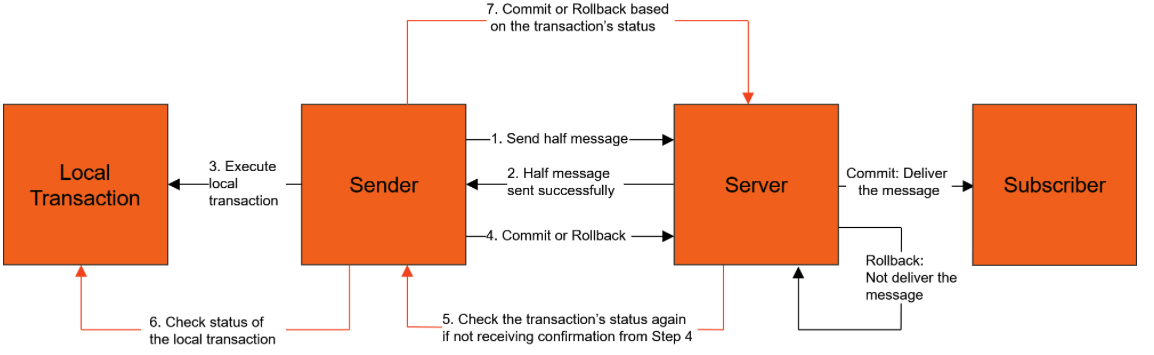 7. Commit or Rollback based
on the transaction's status
Local
Transaction
3. Execute
local
transaction
Sender
1. Send half message
2. Half message
sent successfully
4. Commit or Rollback
Server
Commit: Deliver
the message
Subscriber
Rollback:
Not deliver the
message
6. Check status of
the local transaction
5. Check the transaction's status again
if not receiving confirmation from Step 4